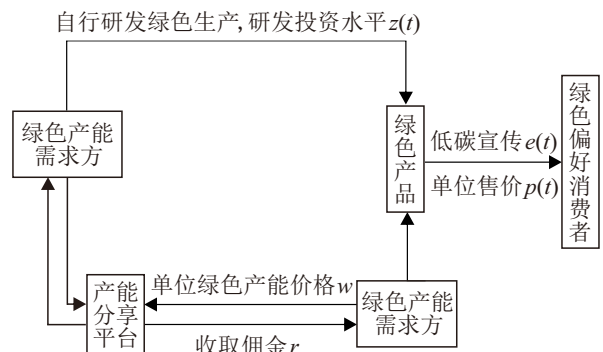 自行研发绿色生产,研发投资水平z(t)
绿色产能
需求方
绿色产品
低碳宣传e(t)
单位售价p(t)
绿色偏好消费者
产能
分享
平台
单位绿色产能价格w
收取佣金r
绿色产能
需求方